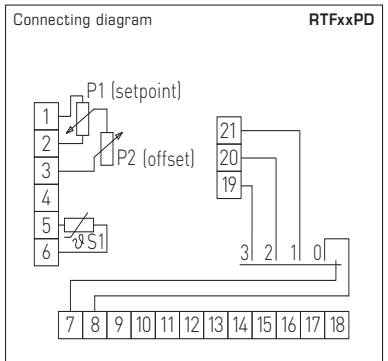 Connecting diagram RTFxxPD
P1 (setpoint)
1
2
P2 (offset)
3
4
5
ϑ S1
6
21
20
19
3 2 1 0
7 8 9 10 11 12 13 14 15 16 17 18